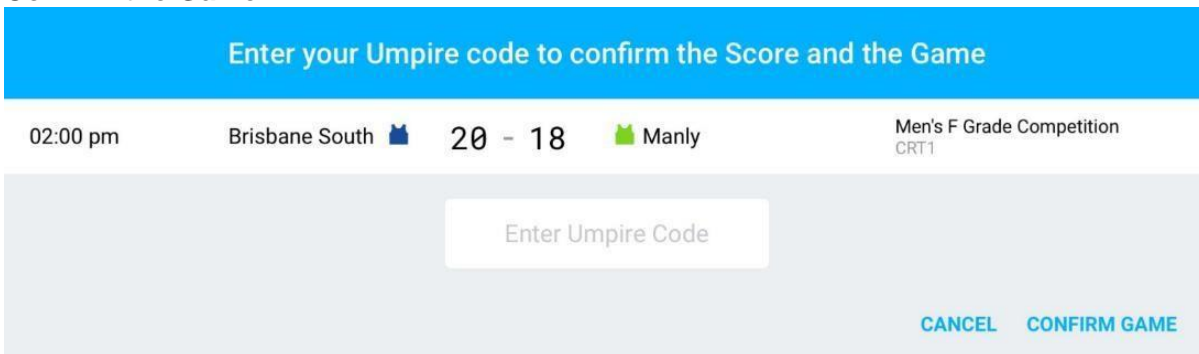 Enter your Umpire code to confirm the Score and the Game
02:00 pm Brisbane South 20 - 18 Manly Men's F Grade Competition
CRT1
Enter Umpire Code
CANCEL CONFIRM GAME